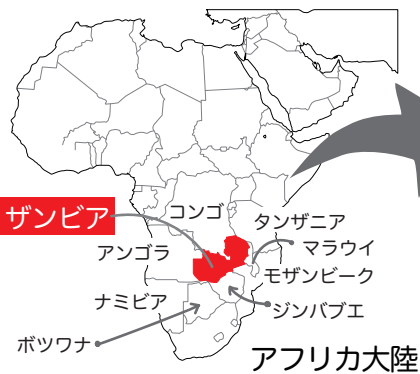 ザンビア
コンゴ
タンザニア
マラウイ
アンゴラ
モザンビーク
ナミビア
ジンバブエ
ボツワナ
アフリカ大陸